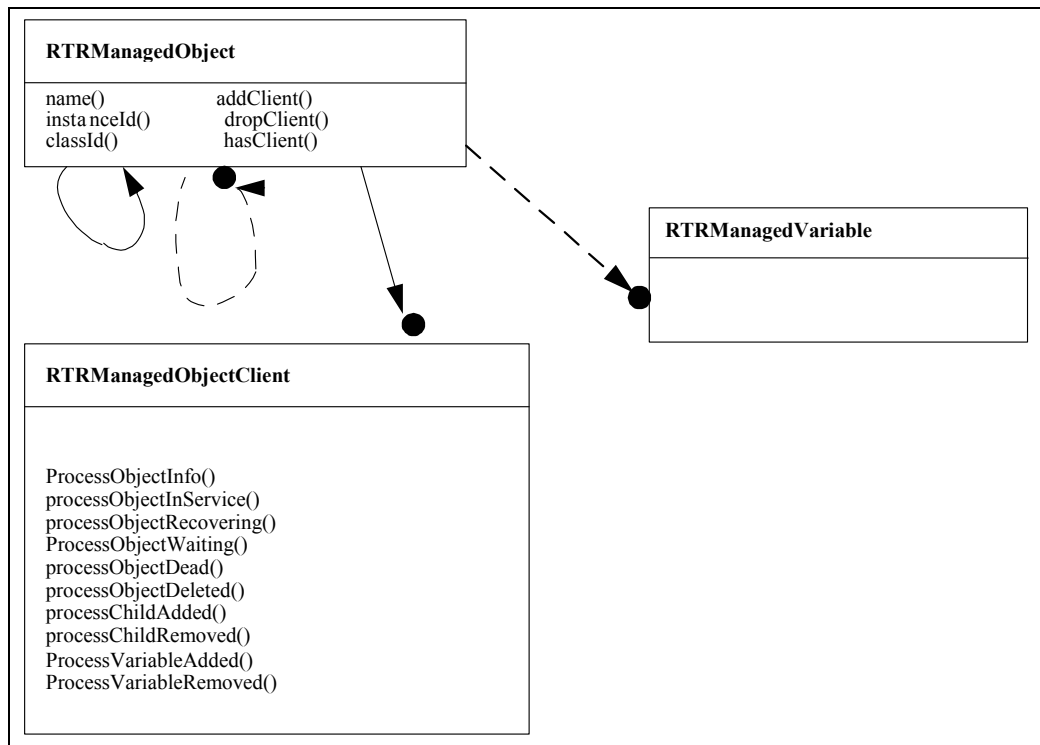 RTRManagedObject
name() addClient()
insta nceId() dropClient()
classId() hasClient()
RTRManagedVariable
RTRManagedObjectClient
ProcessObjectInfo()
processObjectInService()
processObjectRecovering()
ProcessObjectWaiting()
processObjectDead()
processObjectDeleted()
processChildAdded()
processChildRemoved()
ProcessVariableAdded()
ProcessVariableRemoved()